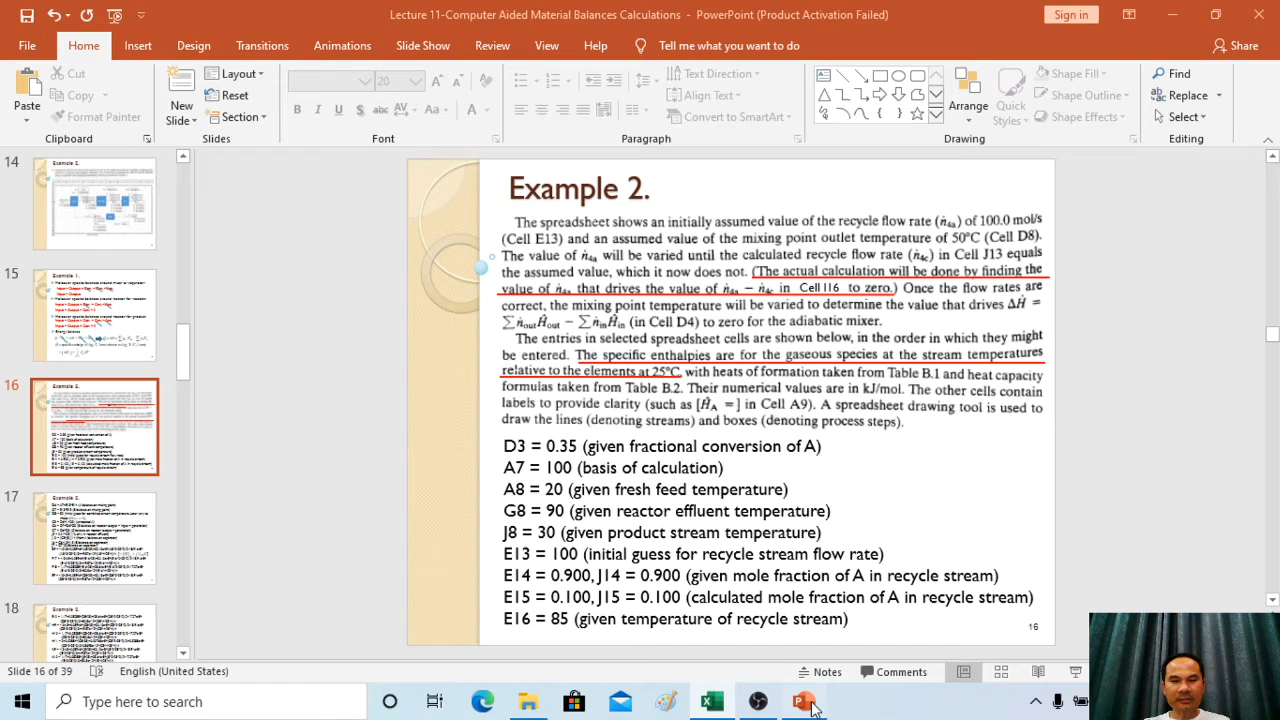 Lecture 11-Computer Aided Material Balances Calculations - PowerPoint (Product Activation Failed)
Sign in
File Home Insert Design Transitions Animations Slide Show Review View Help Tell me what you want to do Share
Paste
Cut
Copy
Format Painter
Clipboard
New Slide
Layout
Reset
Section
Slides
20
Font
Text Direction
Align Text
Convert to SmartArt
Paragraph
Arrange
Quick Styles
Shape Fill
Shape Outline
Shape Effects
Drawing
Find
Replace
Select
Editing
14
15
16
17
18
Example 2.
The spreadsheet shows an initially assumed value of the recycle flow rate (ṅ4a) of 100.0 mol/s
(Cell E13) and an assumed value of the mixing point outlet temperature of 50°C (Cell D8).
The value of ṅ4a will be varied until the calculated recycle flow rate (ṅ4c) in Cell J13 equals
the assumed value, which it now does not. (The actual calculation will be done by finding the
value of ṅ4a that drives the value of ṅ4a − ṅ4c in Cell I16 to zero.) Once the flow rates are
correct, the mixing point temperature will be varied to determine the value that drives ΔḢ =
∑ṅoutĤout − ∑ṅinĤin (in Cell D4) to zero for the adiabatic mixer.
The entries in selected spreadsheet cells are shown below, in the order in which they might
be entered. The specific enthalpies are for the gaseous species at the stream temperatures
relative to the elements at 25°C, with heats of formation taken from Table B.1 and heat capacity
formulas taken from Table B.2. Their numerical values are in kJ/mol. The other cells contain
labels to provide clarity (such as [ĤA =] in Cell A9). A spreadsheet drawing tool is used to
draw the lines (denoting streams) and boxes (denoting process steps).
D3 = 0.35 (given fractional conversion of A)
A7 = 100 (basis of calculation)
A8 = 20 (given fresh feed temperature)
G8 = 90 (given reactor effluent temperature)
J8 = 30 (given product stream temperature)
E13 = 100 (initial guess for recycle stream flow rate)
E14 = 0.900, J14 = 0.900 (given mole fraction of A in recycle stream)
E15 = 0.100, J15 = 0.100 (calculated mole fraction of A in recycle stream)
E16 = 85 (given temperature of recycle stream)
16
Slide 16 of 39
English (United States)
Notes
Comments
Type here to search